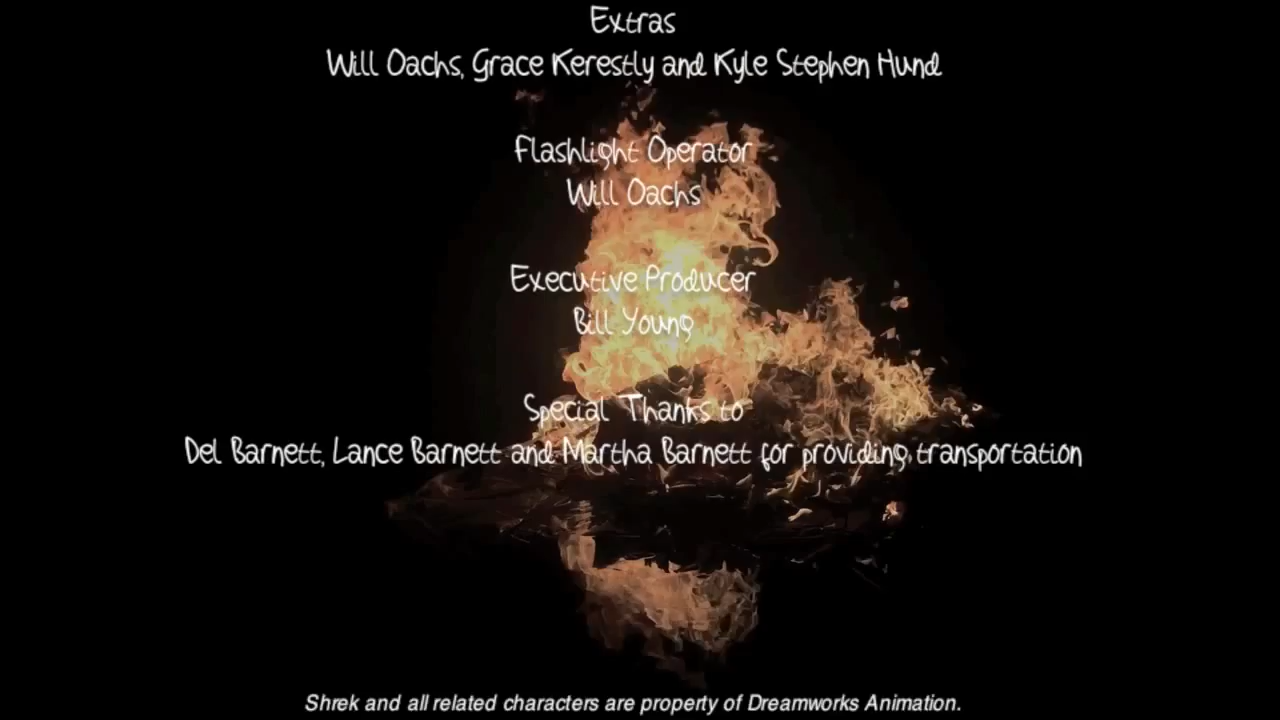 Extras
Will Oachs, Grace Kerestly and Kyle Stephen Hund
Flashlight Operator
Will Oachs
Executive Producer
Bill Young
Special Thanks to
Del Barnett, Lance Barnett and Martha Barnett for providing transportation
Shrek and all related characters are property of Dreamworks Animation.